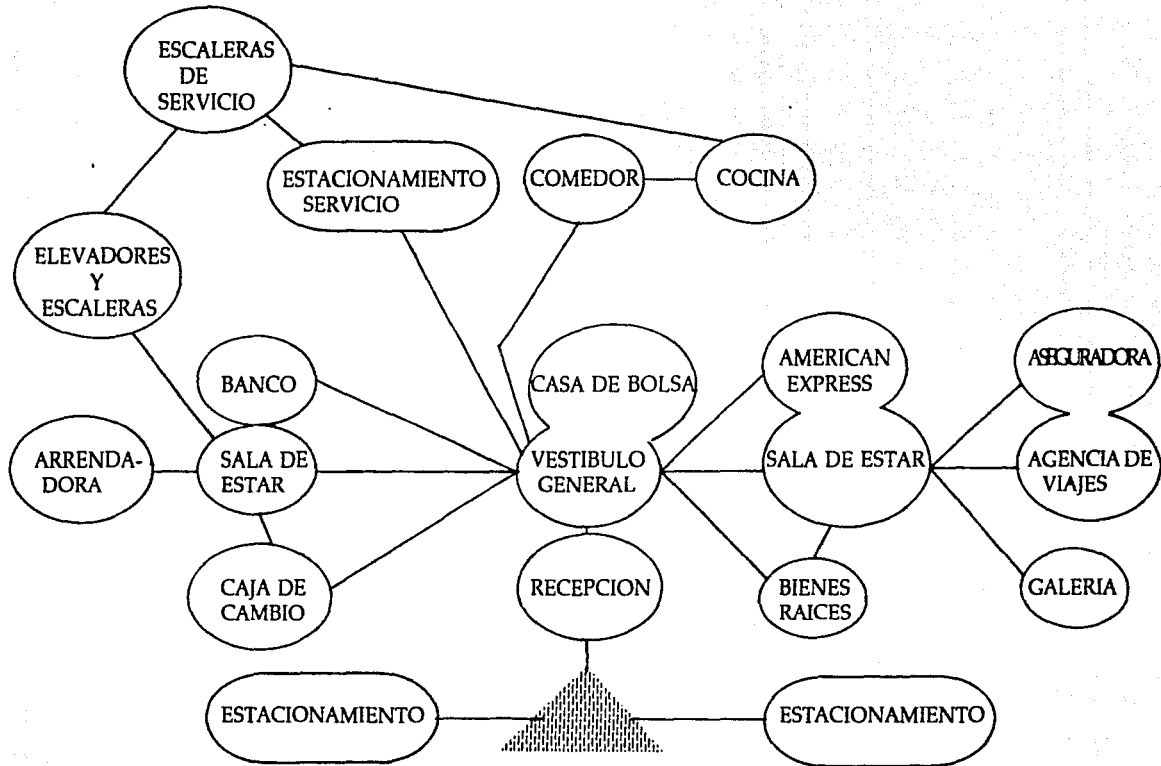 ESCALERAS
DE
SERVICIO
ESTACIONAMIENTO
SERVICIO
COMEDOR
COCINA
ELEVADORES
Y
ESCALERAS
BANCO
CASA DE BOLSA
AMERICAN
EXPRESS
ASEGURADORA
ARRENDA-
DORA
SALA DE
ESTAR
VESTIBULO
GENERAL
SALA DE ESTAR
AGENCIA DE
VIAJES
CAJA DE
CAMBIO
RECEPCION
BIENES
RAICES
GALERIA
ESTACIONAMIENTO
ESTACIONAMIENTO